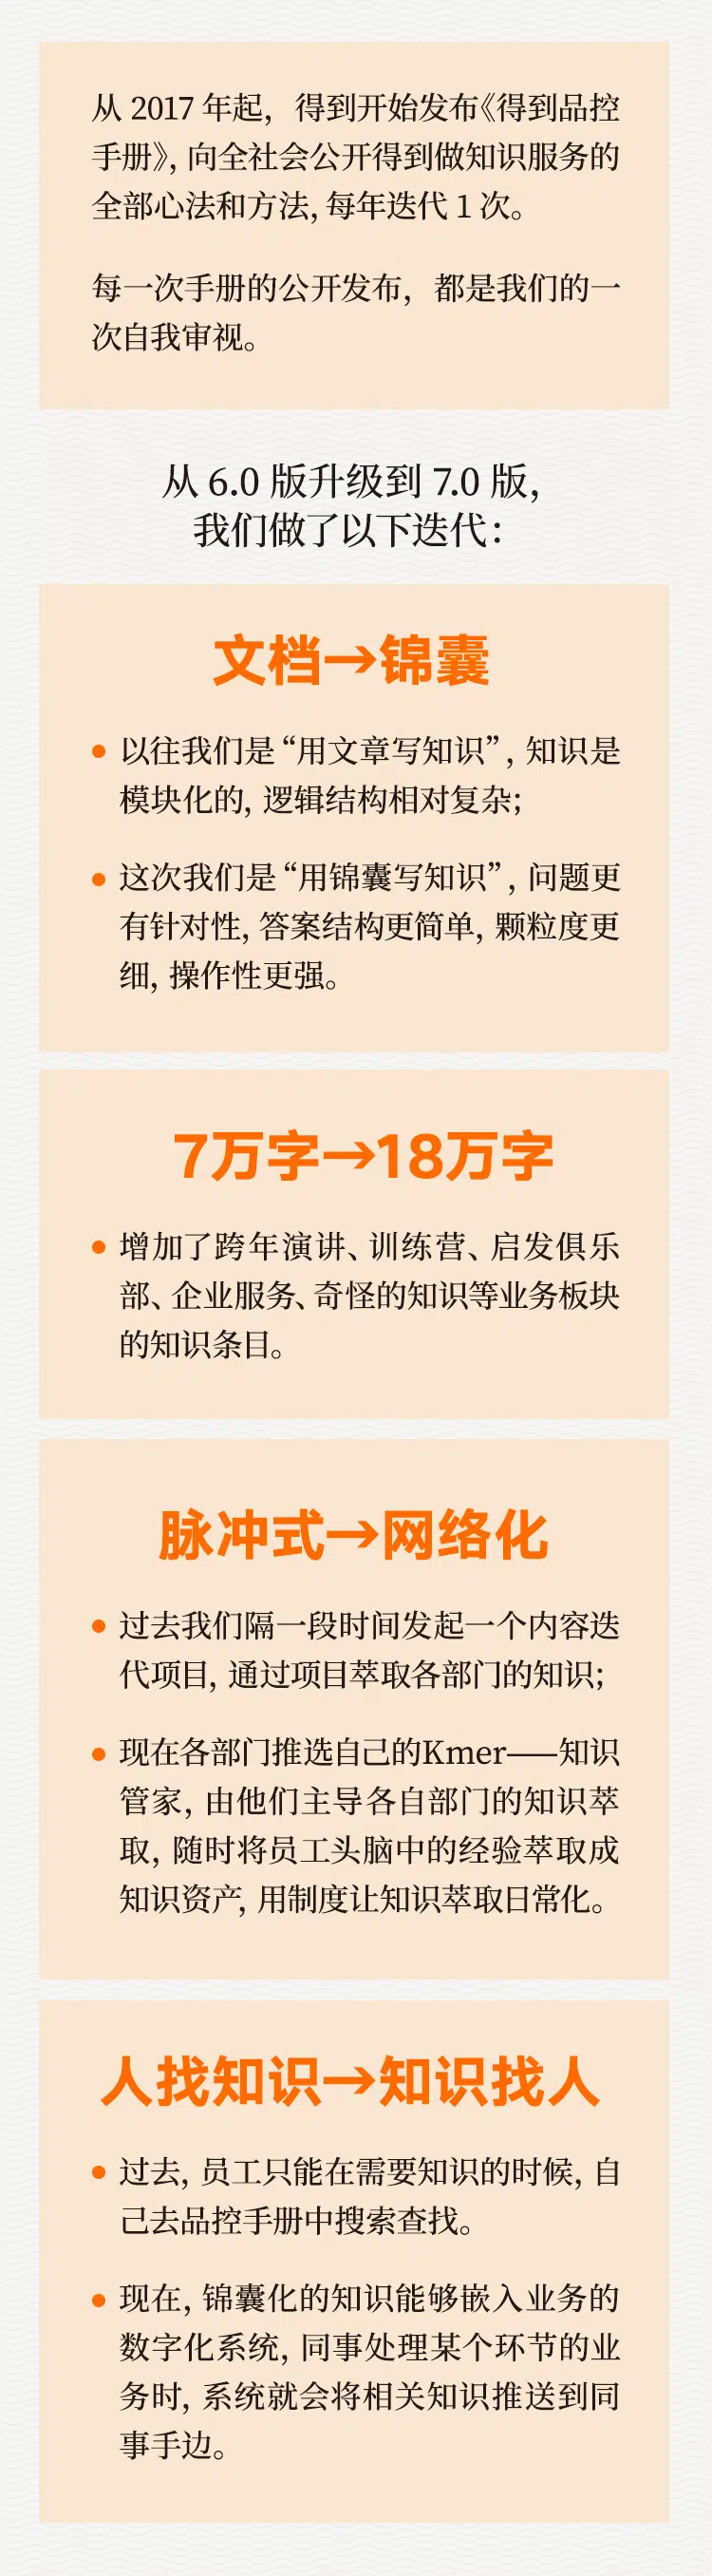 从 2017 年起，得到开始发布《得到品控
手册》，向全社会公开得到做知识服务的
全部心法和方法，每年迭代 1 次。
每一次手册的公开发布，都是我们的一
次自我审视。
从 6.0 版升级到 7.0 版，
我们做了以下迭代：
文档→锦囊
以往我们是“用文章写知识”，知识是
模块化的，逻辑结构相对复杂；
这次我们是“用锦囊写知识”，问题更
有针对性，答案结构更简单，颗粒度更
细，操作性更强。
7万字→18万字
增加了跨年演讲、训练营、启发俱乐
部、企业服务、奇怪的知识等业务板块
的知识条目。
脉冲式→网络化
过去我们隔一段时间发起一个内容迭
代项目，通过项目萃取各部门的知识；
现在各部门推选自己的Kmer——知识
管家，由他们主导各自部门的知识萃
取，随时将员工头脑中的经验萃取成
知识资产，用制度让知识萃取日常化。
人找知识→知识找人
过去，员工只能在需要知识的时候，自
己去品控手册中搜索查找。
现在，锦囊化的知识能够嵌入业务的
数字化系统，同事处理某个环节的业
务时，系统就会将相关知识推送到同
事手边。